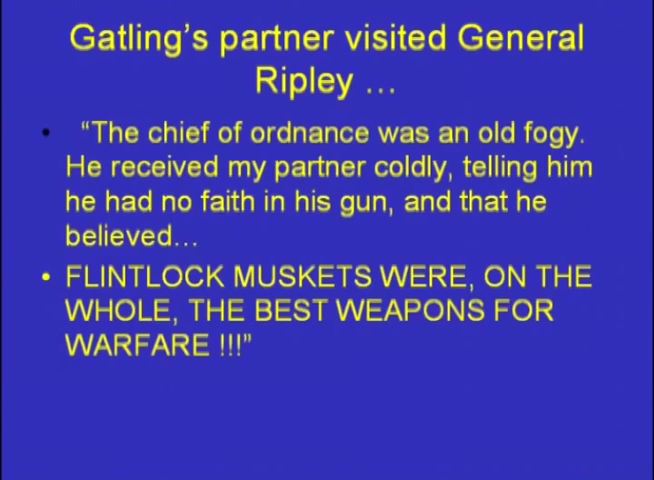 Gatling's partner visited General
Ripley …
• “The chief of ordnance was an old fogy.
He received my partner coldly, telling him
he had no faith in his gun, and that he
believed…
• FLINTLOCK MUSKETS WERE, ON THE
WHOLE, THE BEST WEAPONS FOR
WARFARE !!!”